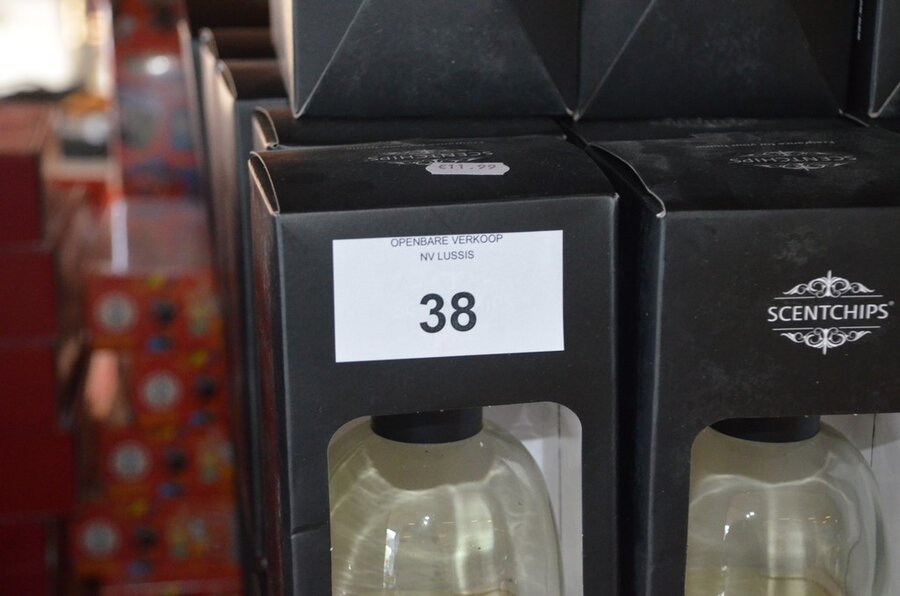 €11.99
OPENBARE VERKOOP
NV LUSSIS
38
SCENTCHIPS®